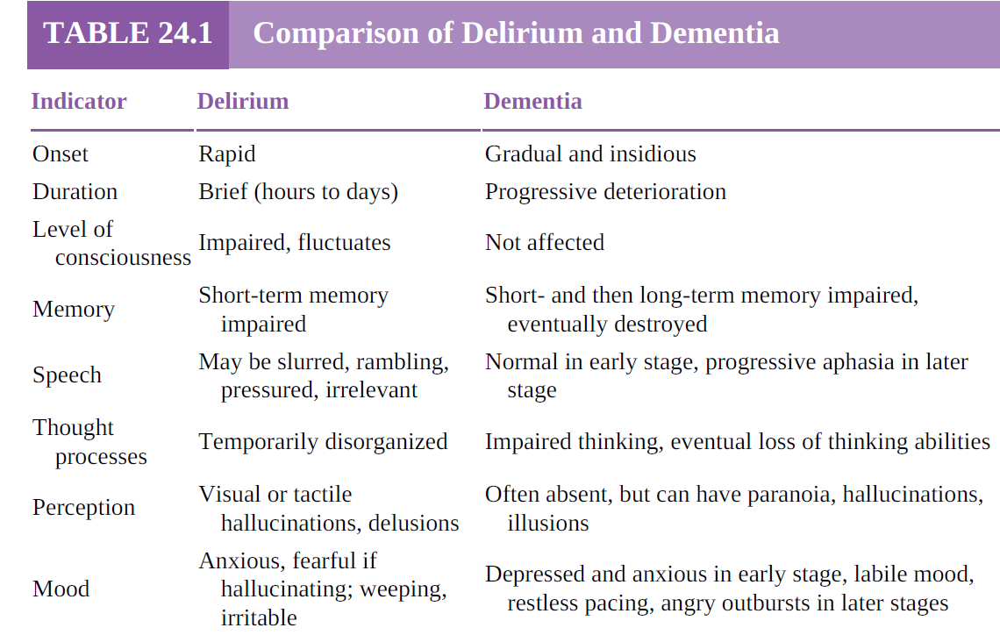 TABLE 24.1 Comparison of Delirium and Dementia
Indicator Delirium Dementia
Onset Rapid Gradual and insidious
Duration Brief (hours to days) Progressive deterioration
Level of
consciousness
Impaired, fluctuates Not affected
Memory
Short-term memory
impaired
Short- and then long-term memory impaired,
eventually destroyed
Speech
May be slurred, rambling,
pressured, irrelevant
Normal in early stage, progressive aphasia in later
stage
Thought
processes
Temporarily disorganized Impaired thinking, eventual loss of thinking abilities
Perception
Visual or tactile
hallucinations, delusions
Often absent, but can have paranoia, hallucinations,
illusions
Mood
Anxious, fearful if
hallucinating; weeping,
irritable
Depressed and anxious in early stage, labile mood,
restless pacing, angry outbursts in later stages